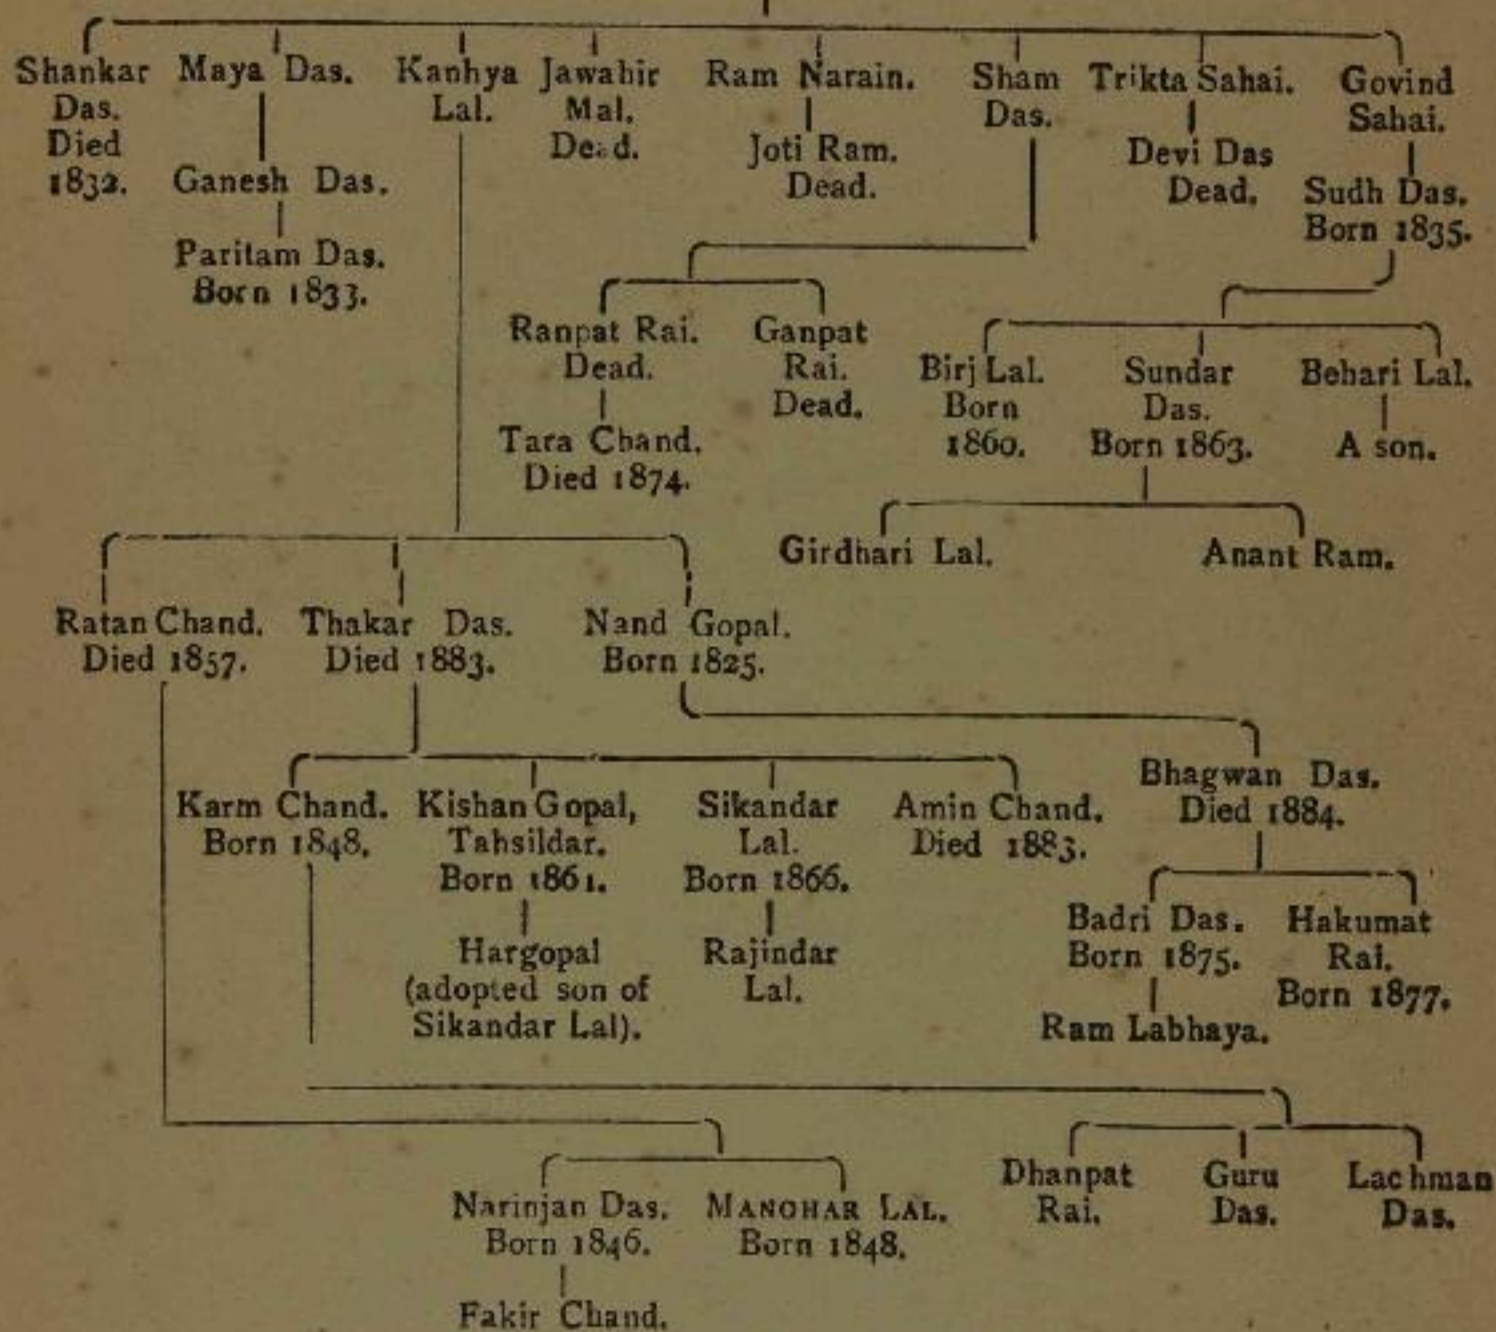 Shankar Das. Died 1832.
Maya Das.
Kanhya Lal.
Jawahir Mal. Dead.
Ram Narain.
Sham Das.
Trikta Sahai.
Govind Sahai.
Ganesh Das.
Joti Ram. Dead.
Devi Das Dead.
Sudh Das. Born 1835.
Paritam Das. Born 1833.
Ranpat Rai. Dead.
Ganpat Rai. Dead.
Birj Lal. Born 1860.
Sundar Das. Born 1863.
Behari Lal.
Tara Chand. Died 1874.
A son.
Girdhari Lal.
Anant Ram.
Ratan Chand. Died 1857.
Thakar Das. Died 1883.
Nand Gopal. Born 1825.
Karm Chand. Born 1848.
Kishan Gopal, Tahsildar. Born 1861.
Sikandar Lal. Born 1866.
Amin Chand. Died 1883.
Bhagwan Das. Died 1884.
Hargopal (adopted son of Sikandar Lal).
Rajindar Lal.
Badri Das. Born 1875.
Hakumat Rai. Born 1877.
Ram Labhaya.
Narinjan Das. Born 1846.
MANOHAR LAL. Born 1848.
Dhanpat Rai.
Guru Das.
Lachman Das.
Fakir Chand.